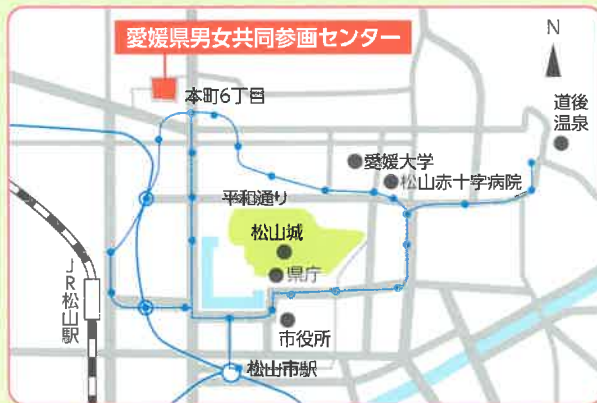 愛媛県男女共同参画センター
N
本町6丁目
道後
温泉
愛媛大学
松山赤十字病院
平和通り
松山城
県庁
JR松山駅
市役所
松山市駅